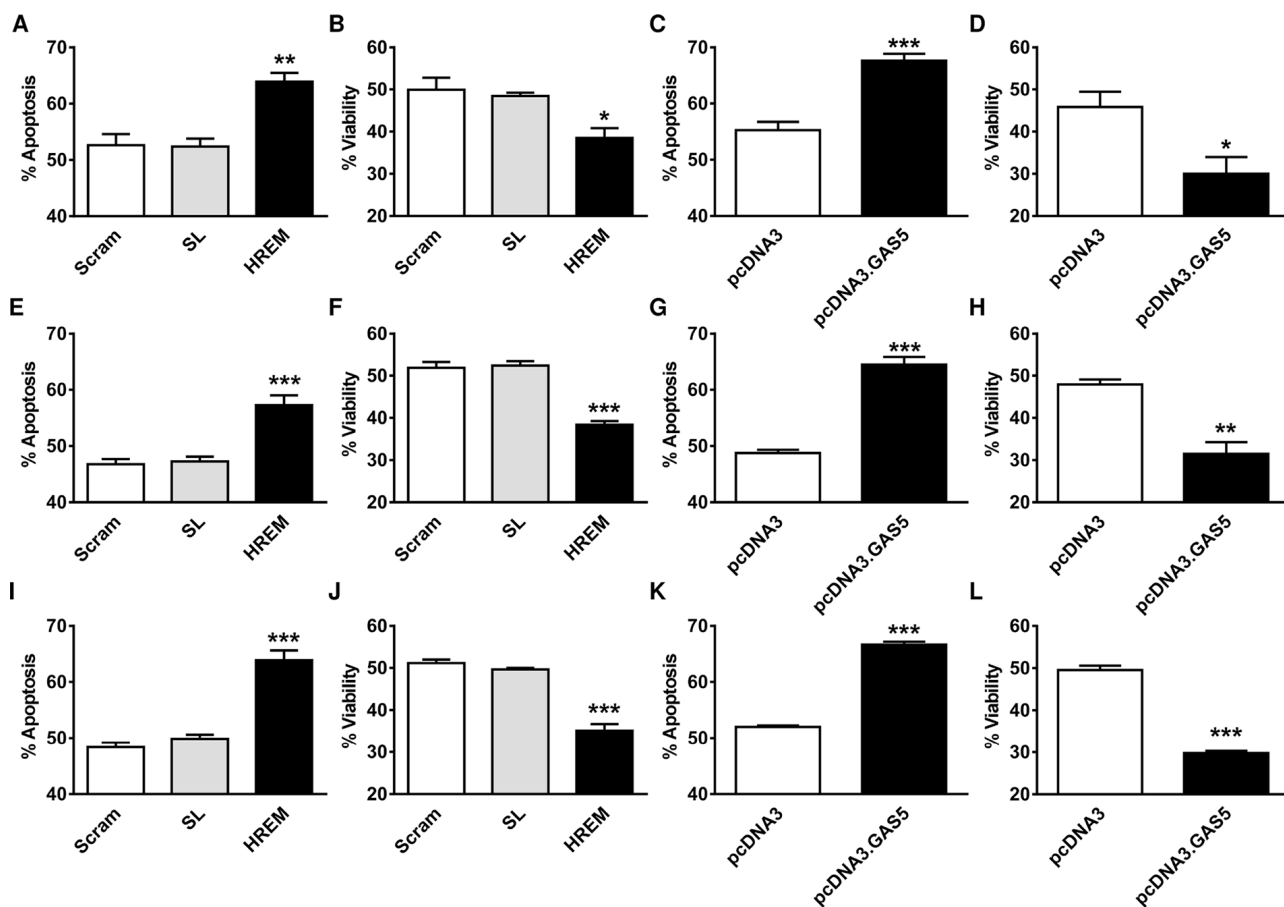 A
% Apoptosis
70
60
50
40
**
Scram
SL
HREM
B
% Viability
60
50
40
30
20
*
Scram
SL
HREM
C
% Apoptosis
70
60
50
40
***
pcDNA3
pcDNA3.GAS5
D
% Viability
60
50
40
30
20
*
pcDNA3
pcDNA3.GAS5
E
% Apoptosis
70
60
50
40
***
Scram
SL
HREM
F
% Viability
60
50
40
30
20
***
Scram
SL
HREM
G
% Apoptosis
70
60
50
40
***
pcDNA3
pcDNA3.GAS5
H
% Viability
60
50
40
30
20
**
pcDNA3
pcDNA3.GAS5
I
% Apoptosis
70
60
50
40
***
Scram
SL
HREM
J
% Viability
60
50
40
30
20
***
Scram
SL
HREM
K
% Apoptosis
70
60
50
40
***
pcDNA3
pcDNA3.GAS5
L
% Viability
60
50
40
30
20
***
pcDNA3
pcDNA3.GAS5